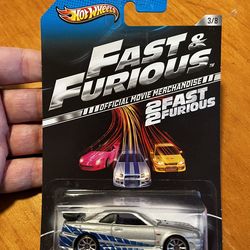 Hot Wheels
3/8
FAST &
FURIOUS
OFFICIAL MOVIE MERCHANDISE
2 FAST
2 FURIOUS